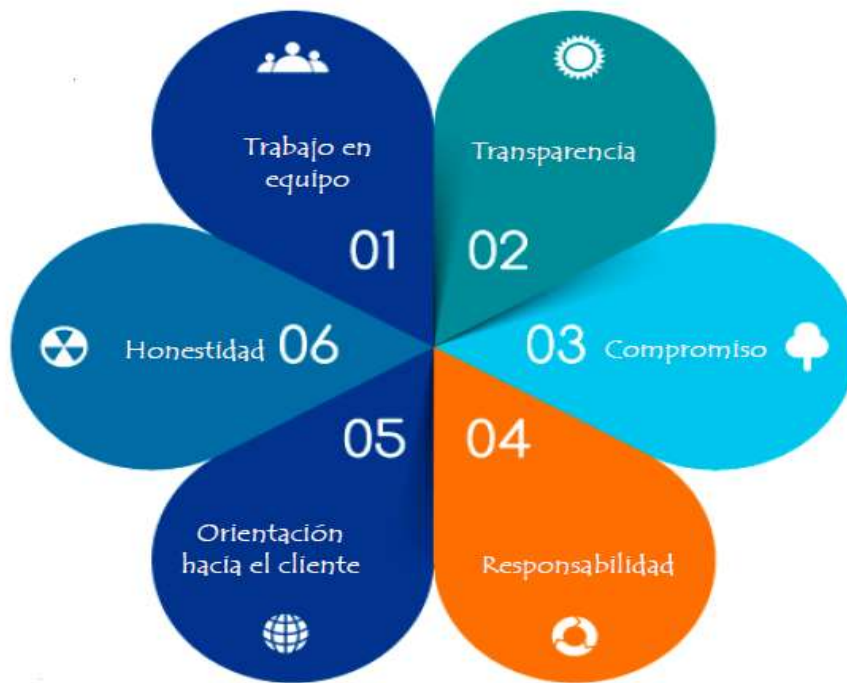 Trabajo en
equipo
01
Transparencia
02
03 Compromiso
04
Responsabilidad
05
Orientación
hacia el cliente
Honestidad 06